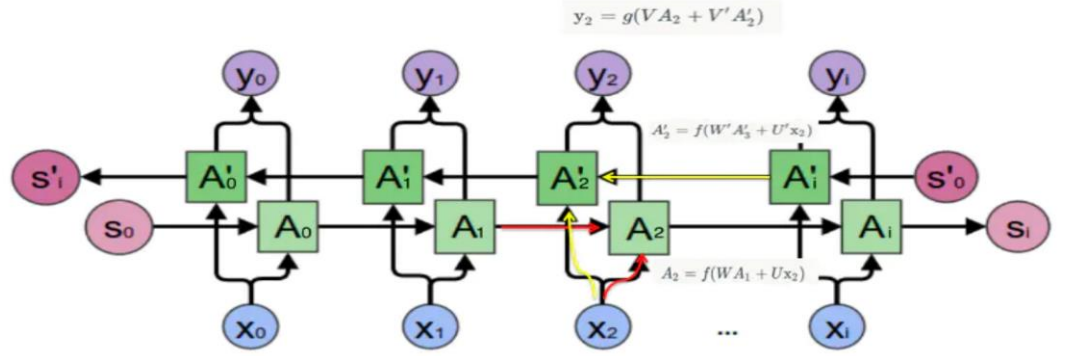 y₂ = g(VA₂ + V′A′₂)
y₀ y₁ y₂ yᵢ
A′₂ = f(W′A′₃ + U′x₂)
s'ᵢ A'₀ A'₁ A'₂ A'ᵢ s'₀
s₀ A₀ A₁ A₂ Aᵢ sᵢ
A₂ = f(WA₁ + Ux₂)
x₀ x₁ x₂ ... xᵢ